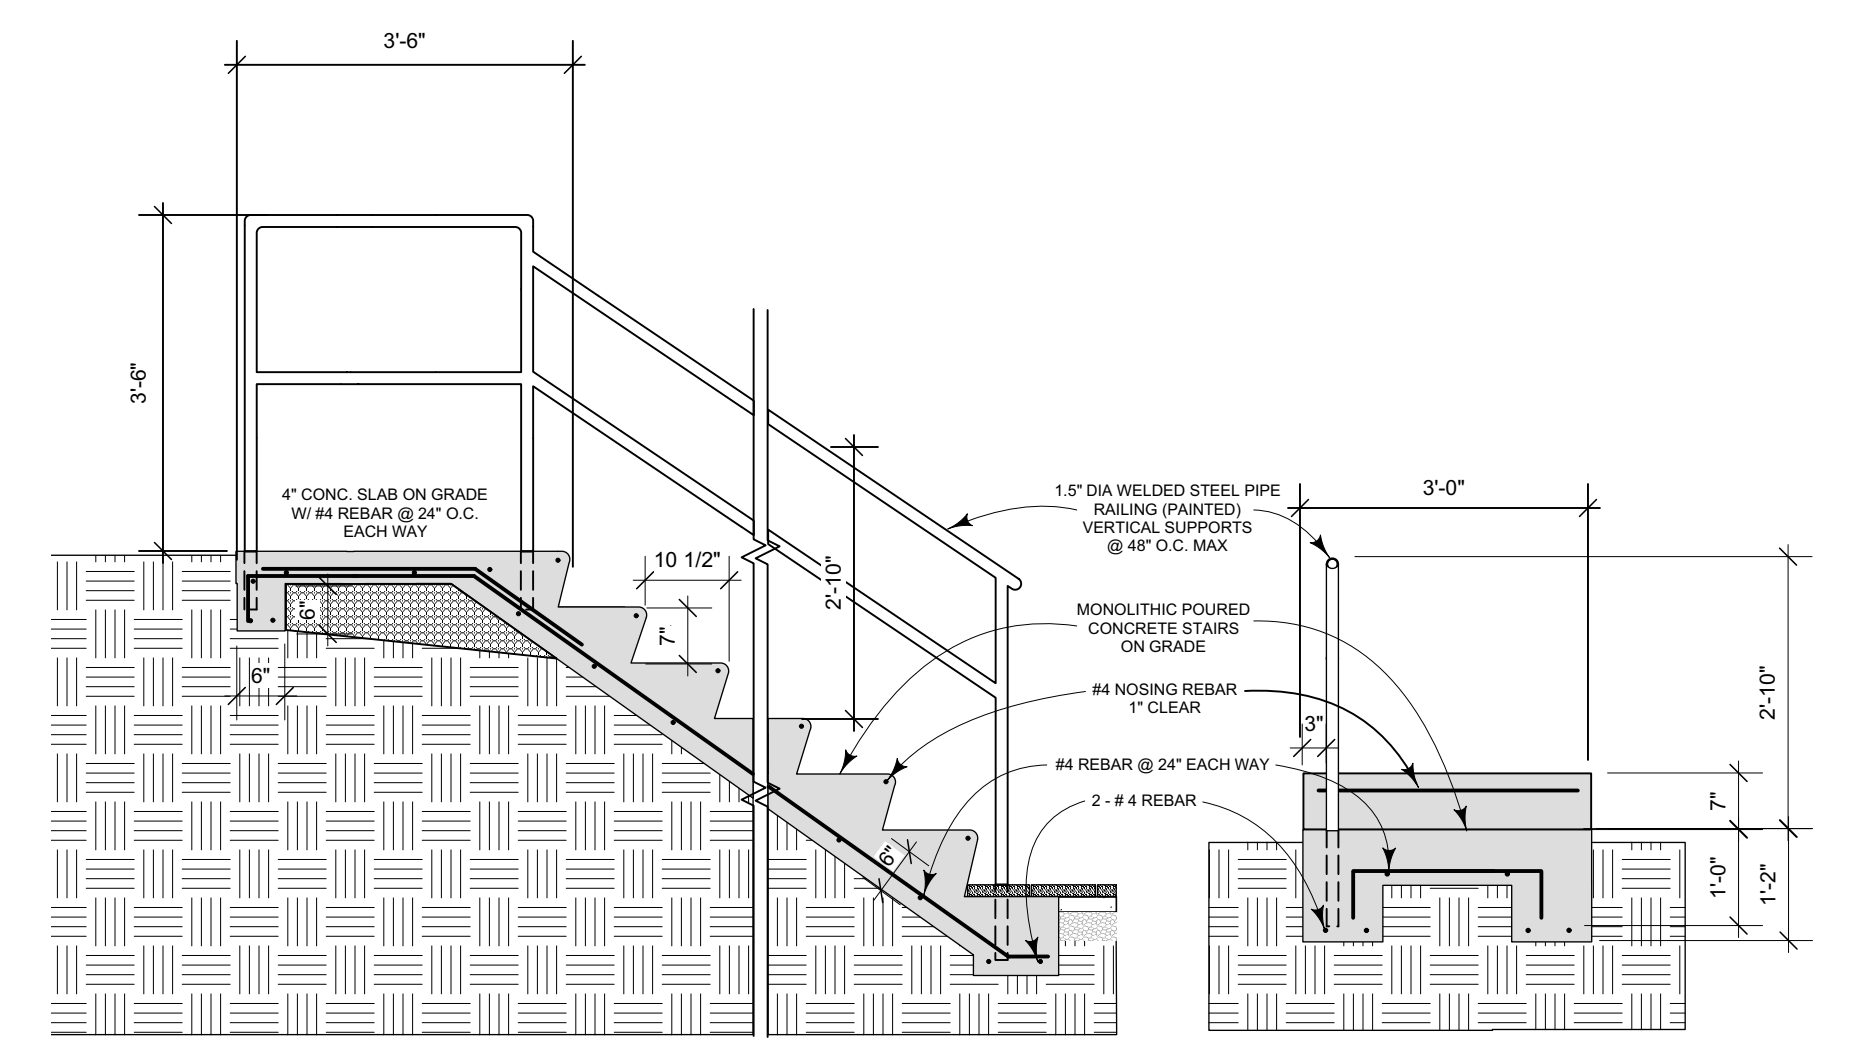 3'-6"
3'-6"
4" CONC. SLAB ON GRADE
W/ #4 REBAR @ 24" O.C.
EACH WAY
6"
6"
10 1/2"
7"
2'-10"
6"
1.5" DIA WELDED STEEL PIPE
RAILING (PAINTED)
VERTICAL SUPPORTS
@ 48" O.C. MAX
MONOLITHIC POURED
CONCRETE STAIRS
ON GRADE
#4 NOSING REBAR
1" CLEAR
#4 REBAR @ 24" EACH WAY
2 - # 4 REBAR
3'-0"
3"
2'-10"
7"
1'-0"
1'-2"